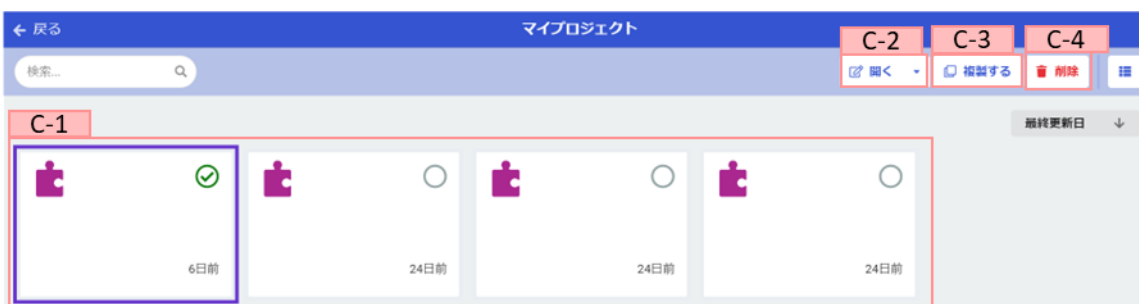 ← 戻る
マイプロジェクト
C-2
C-3
C-4
検索...
開く
複製する
削除
C-1
最終更新日 ↓
6日前
24日前
24日前
24日前